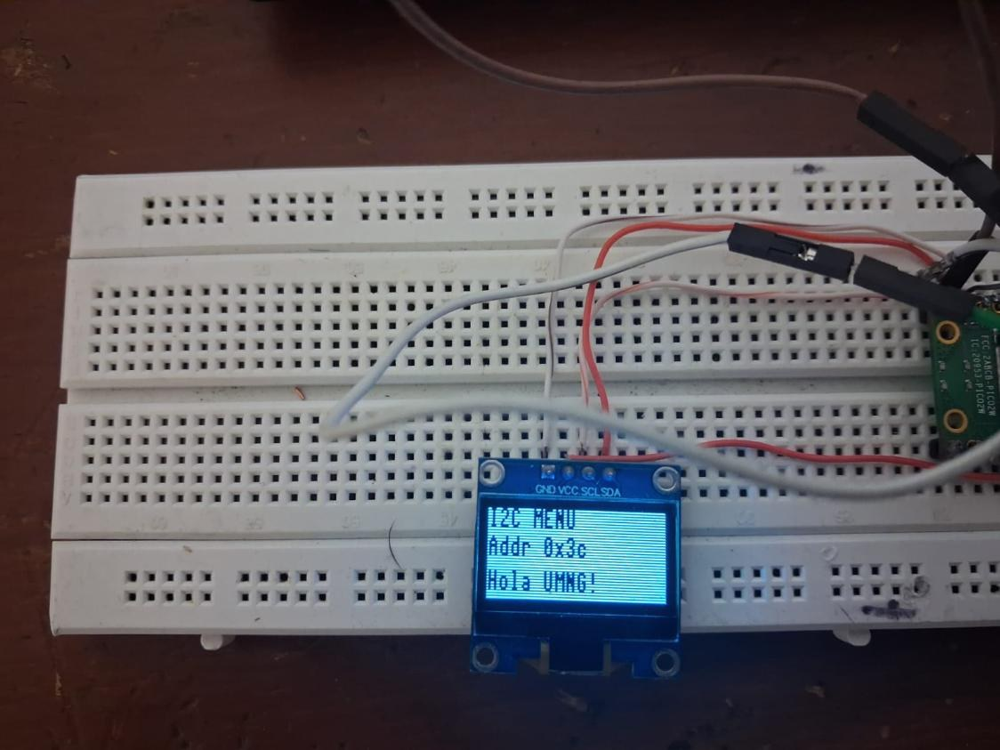 FCC 2ABCB-PICO2W
IC 20953-PICO2W
GND VCC SCL SDA
I2C MENU
Addr 0x3c
Hola UMNG!